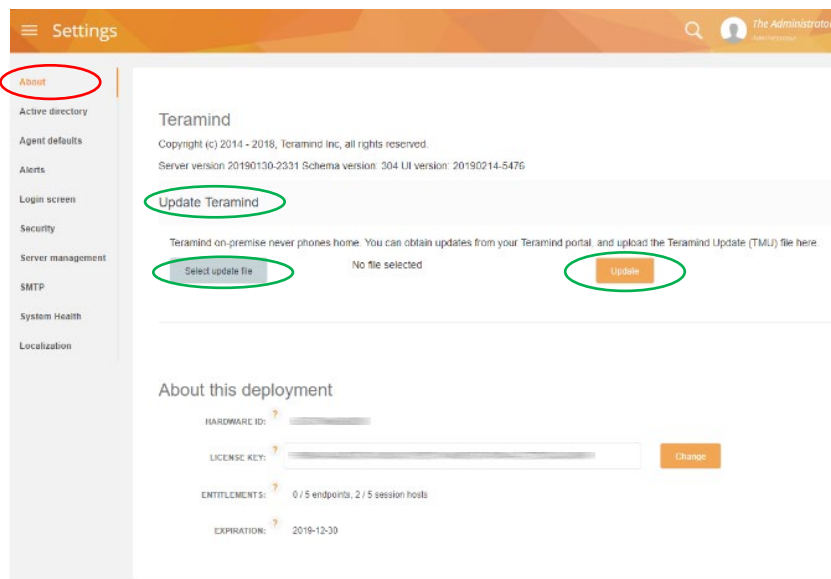 Settings
The Administrator
Administrator
About
Active directory
Agent defaults
Alerts
Login screen
Security
Server management
SMTP
System Health
Localization
Teramind
Copyright (c) 2014 - 2018, Teramind Inc, all rights reserved.
Server version 20190130-2331 Schema version: 304 UI version: 20190214-5476
Update Teramind
Teramind on-premise never phones home. You can obtain updates from your Teramind portal, and upload the Teramind Update (TMU) file here.
Select update file No file selected Update
About this deployment
HARDWARE ID: ?
LICENSE KEY: ? Change
ENTITLEMENTS: ? 0 / 5 endpoints, 2 / 5 session hosts
EXPIRATION: ? 2019-12-30